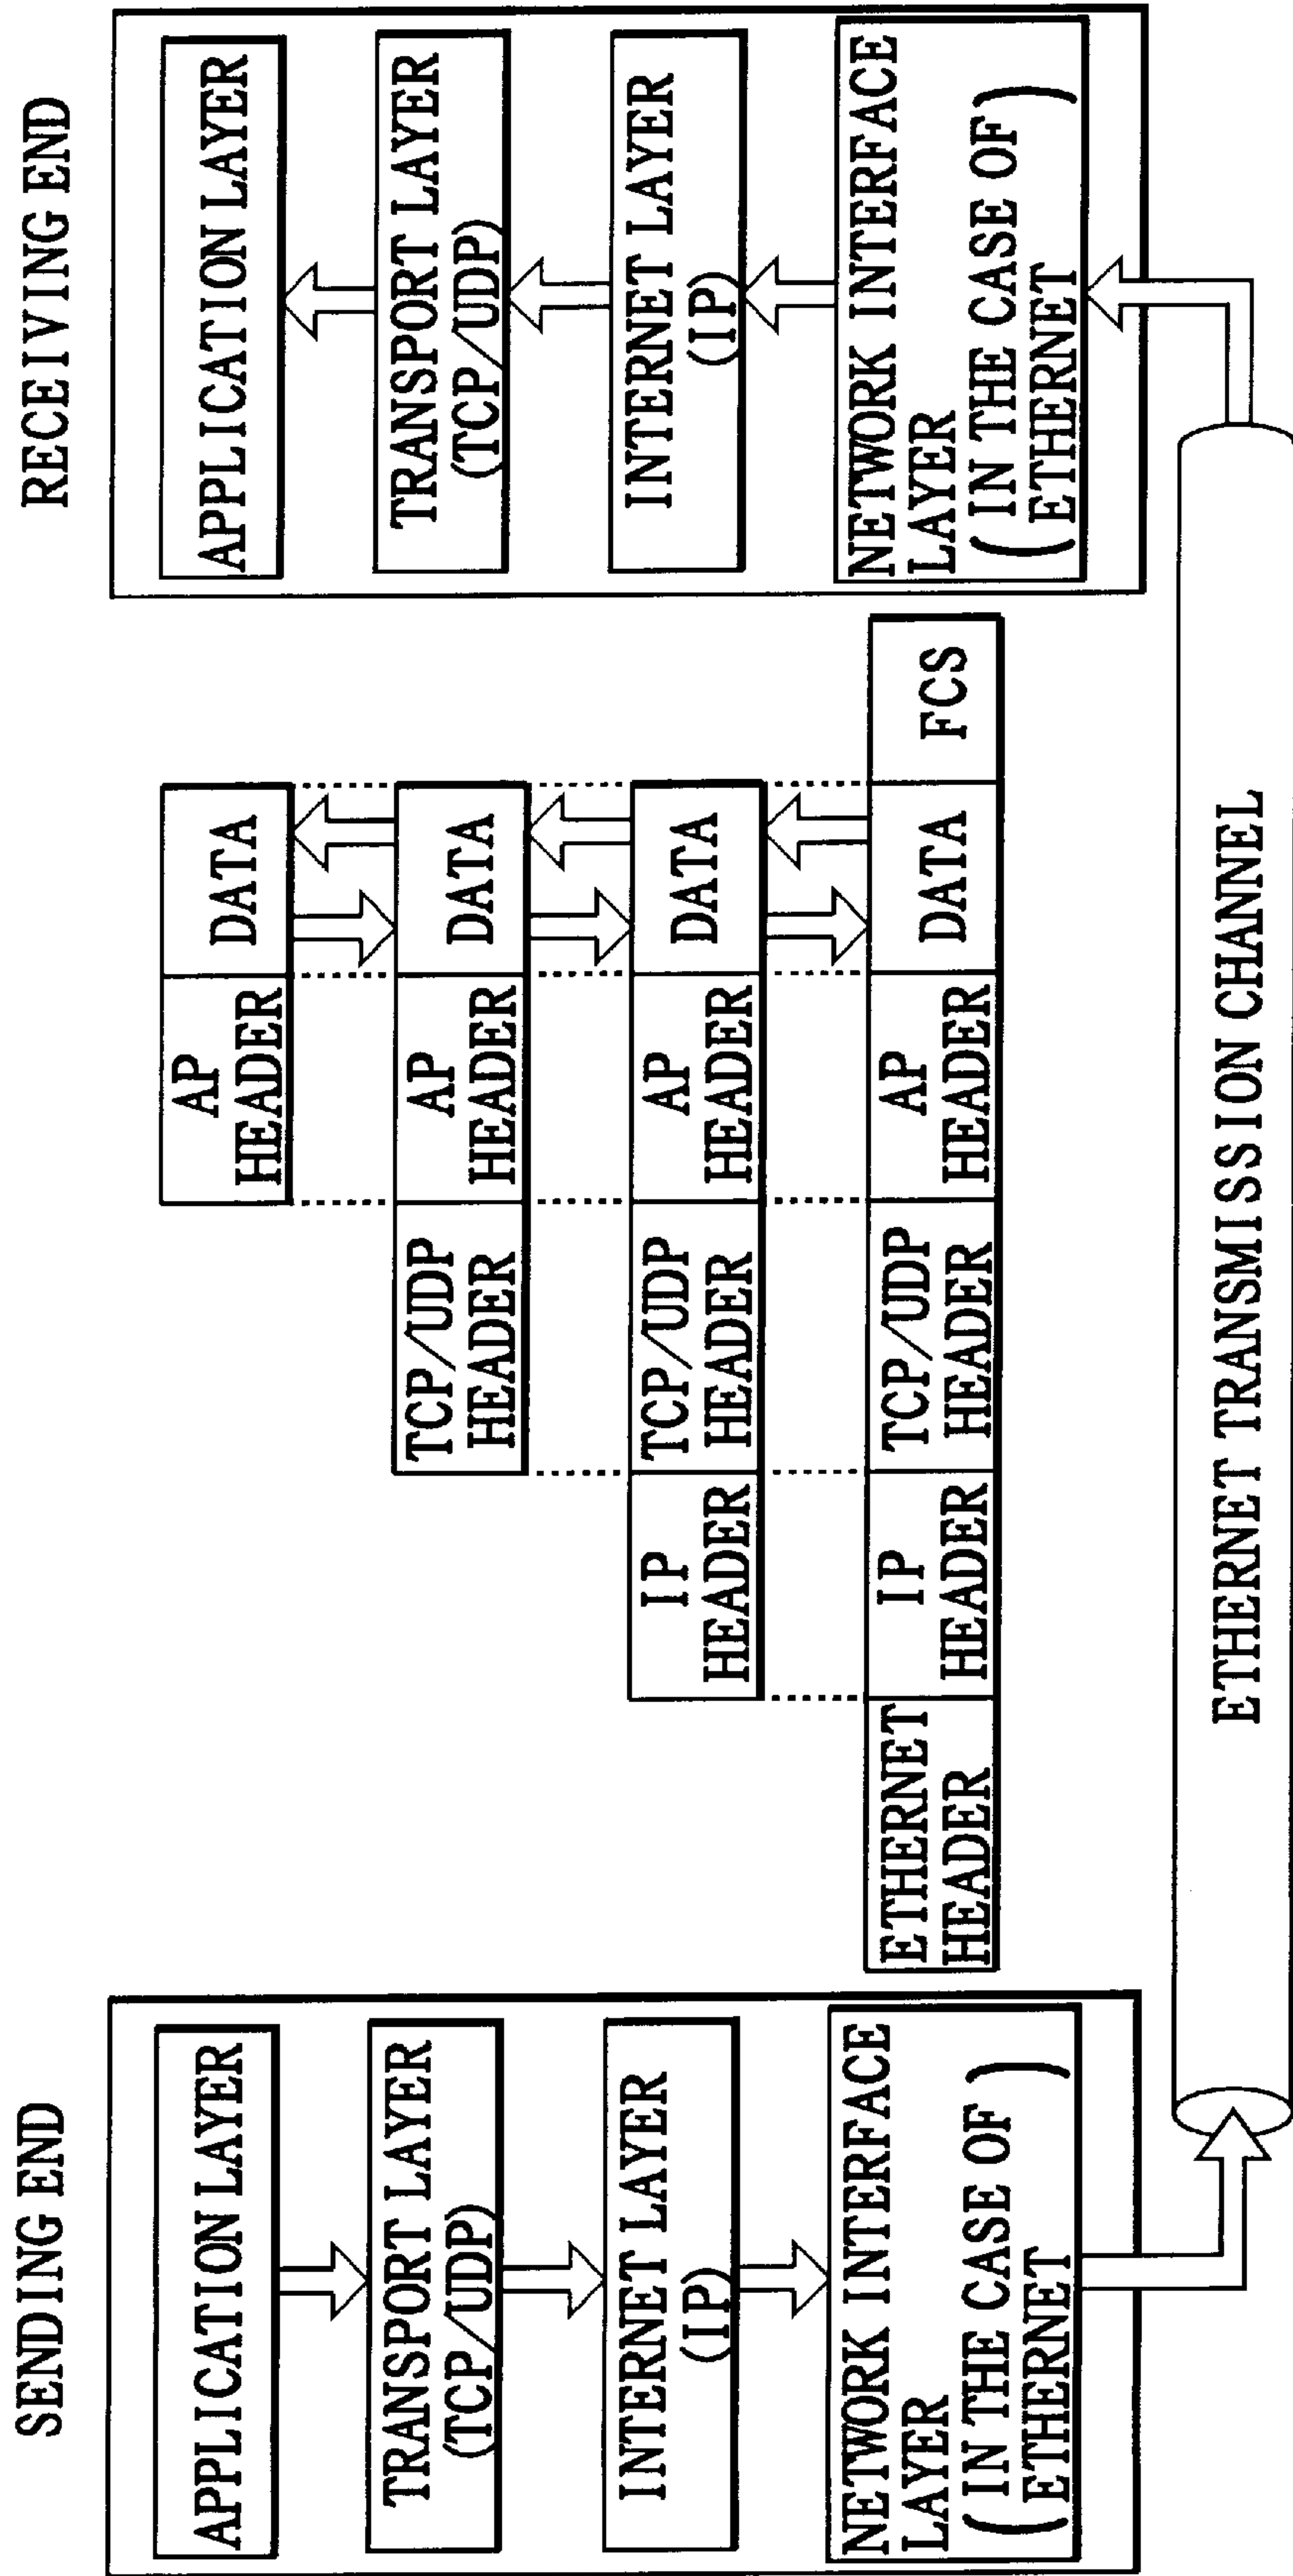 SENDING END
APPLICATION LAYER
TRANSPORT LAYER
(TCP/UDP)
INTERNET LAYER
(IP)
NETWORK INTERFACE
LAYER
(IN THE CASE OF)
ETHERNET
AP
HEADER
DATA
TCP/UDP
HEADER
AP
HEADER
DATA
IP
HEADER
TCP/UDP
HEADER
AP
HEADER
DATA
ETHERNET
HEADER
IP
HEADER
TCP/UDP
HEADER
AP
HEADER
DATA
FCS
RECEIVING END
APPLICATION LAYER
TRANSPORT LAYER
(TCP/UDP)
INTERNET LAYER
(IP)
NETWORK INTERFACE
LAYER
(IN THE CASE OF)
ETHERNET
ETHERNET TRANSMISSION CHANNEL